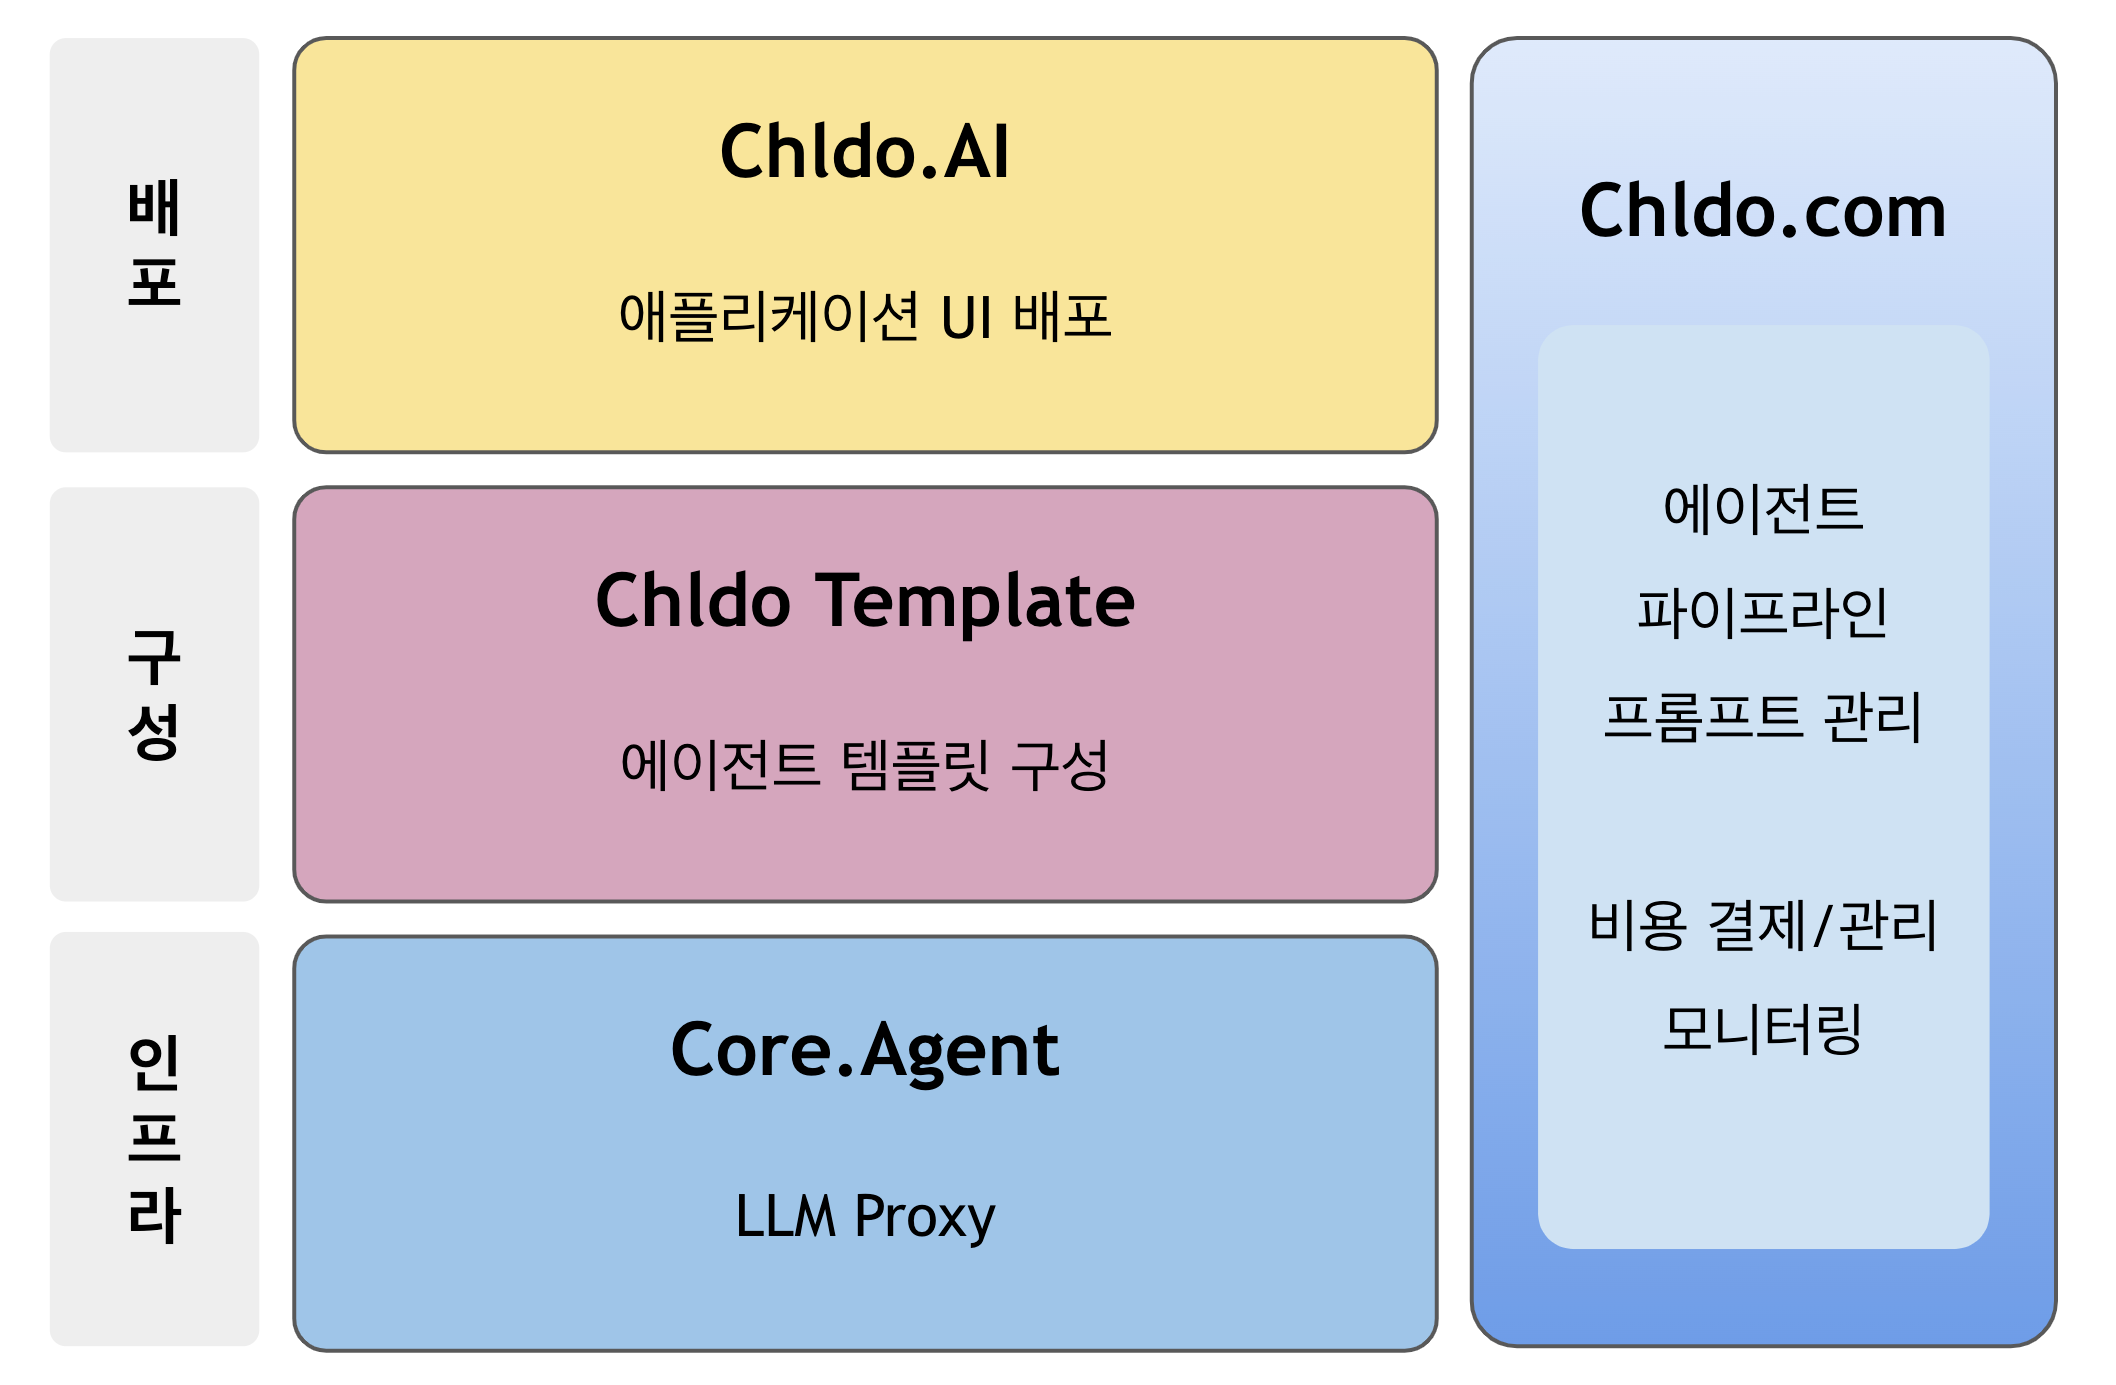 배
포
Chldo.AI
애플리케이션 UI 배포
구
성
Chldo Template
에이전트 템플릿 구성
인
프
라
Core.Agent
LLM Proxy
Chldo.com
에이전트
파이프라인
프롬프트 관리
비용 결제/관리
모니터링